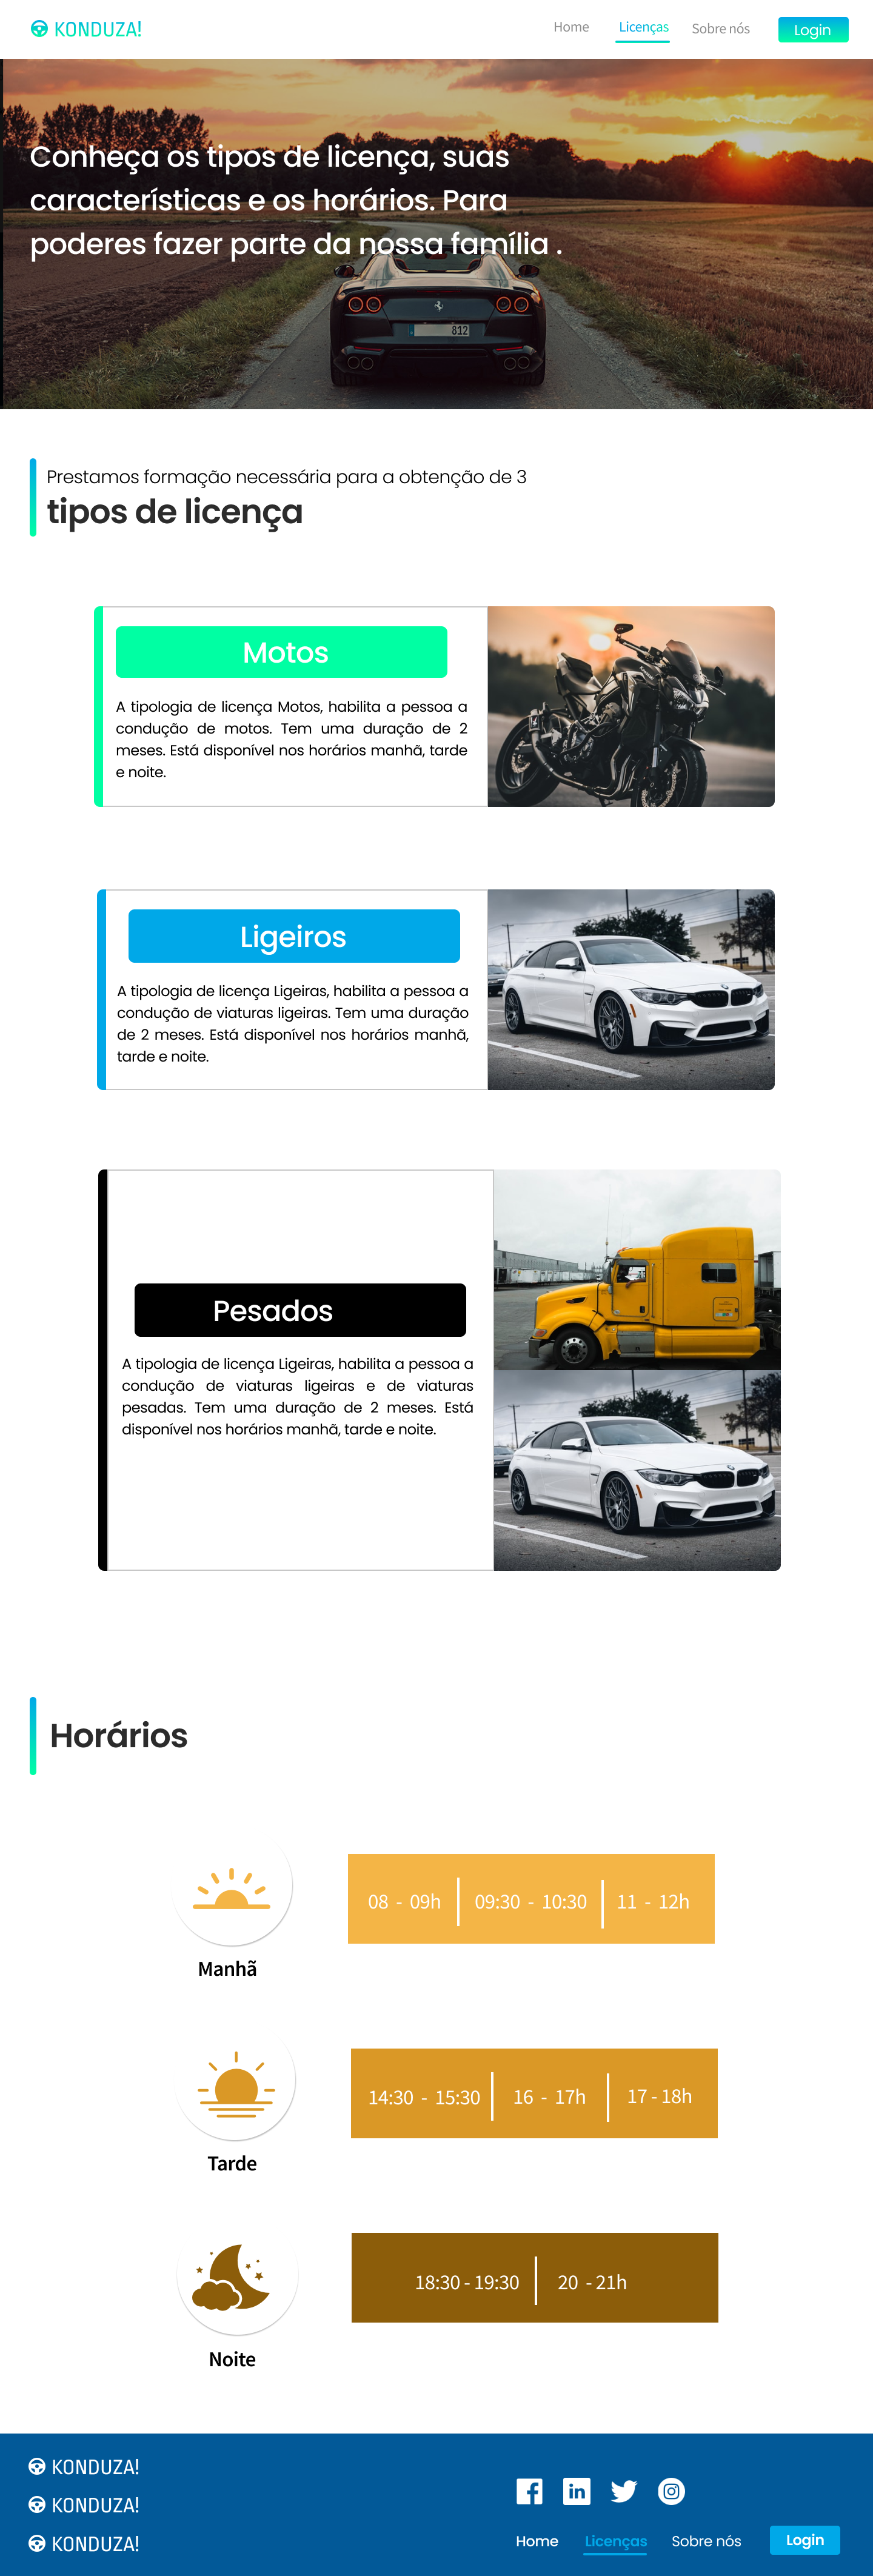 KONDUZA!
Home
Licenças
Sobre nós
Login
Conheça os tipos de licença, suas
características e os horários. Para
poderes fazer parte da nossa família .
812
Prestamos formação necessária para a obtenção de 3
tipos de licença
Motos
A tipologia de licença Motos, habilita a pessoa a
condução de motos. Tem uma duração de 2
meses. Está disponível nos horários manhã, tarde
e noite.
Ligeiros
A tipologia de licença Ligeiras, habilita a pessoa a
condução de viaturas ligeiras. Tem uma duração
de 2 meses. Está disponível nos horários manhã,
tarde e noite.
Pesados
A tipologia de licença Ligeiras, habilita a pessoa a
condução de viaturas ligeiras e de viaturas
pesadas. Tem uma duração de 2 meses. Está
disponível nos horários manhã, tarde e noite.
Horários
08 - 09h
09:30 - 10:30
11 - 12h
Manhã
14:30 - 15:30
16 - 17h
17 - 18h
Tarde
18:30 - 19:30
20 - 21h
Noite
KONDUZA!
KONDUZA!
KONDUZA!
Home
Licenças
Sobre nós
Login